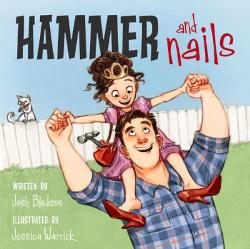 HAMMER and
nails
WRITTEN BY
Josh Bledsoe
ILLUSTRATED BY
Jessica Warrick